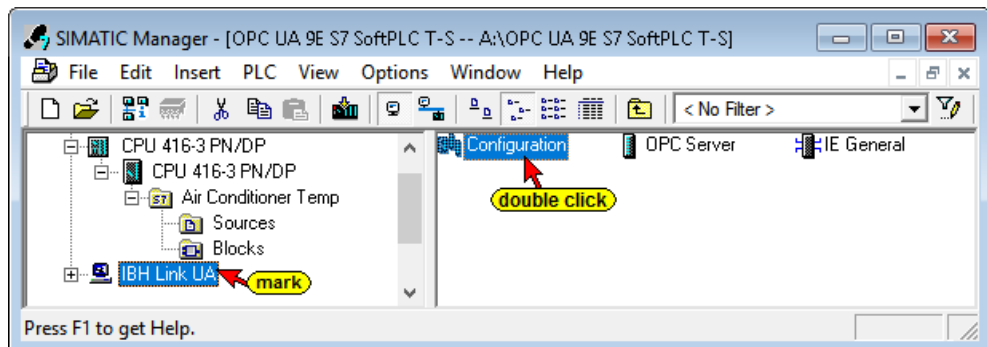 SIMATIC Manager - [OPC UA 9E S7 SoftPLC T-S -- A:\OPC UA 9E S7 SoftPLC T-S]
File Edit Insert PLC View Options Window Help
< No Filter >
CPU 416-3 PN/DP
CPU 416-3 PN/DP
S7 Air Conditioner Temp
Sources
Blocks
IBH Link UA
mark
Configuration OPC Server IE General
double click
Press F1 to get Help.